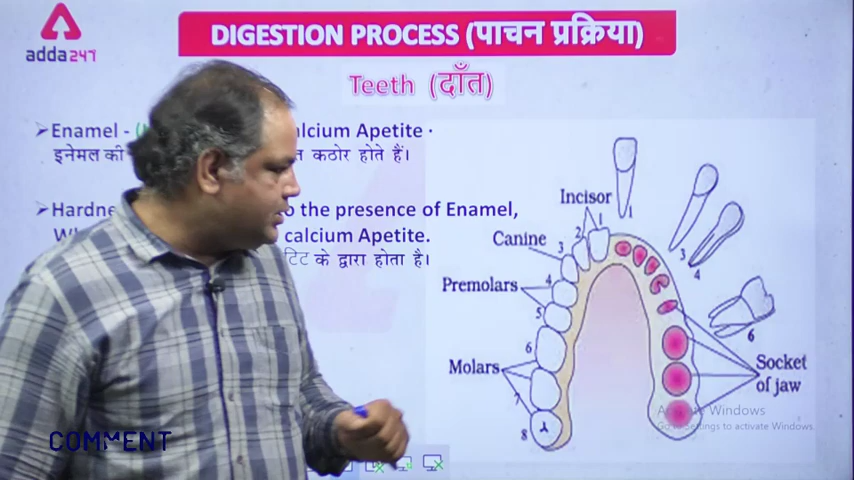 adda247
DIGESTION PROCESS (पाचन प्रक्रिया)
Teeth (दाँत)
➤Enamel - alcium Apetite ·
इनेमल की कठोर होते हैं।
➤Hardne o the presence of Enamel,
calcium Apetite.
के द्वारा होता है।
Incisor
Canine
Premolars
Molars
1
2
3
4
5
6
7
8
1
3
4
6
Socket
of jaw
Windows
Go to Settings to activate Windows.
COMMENT